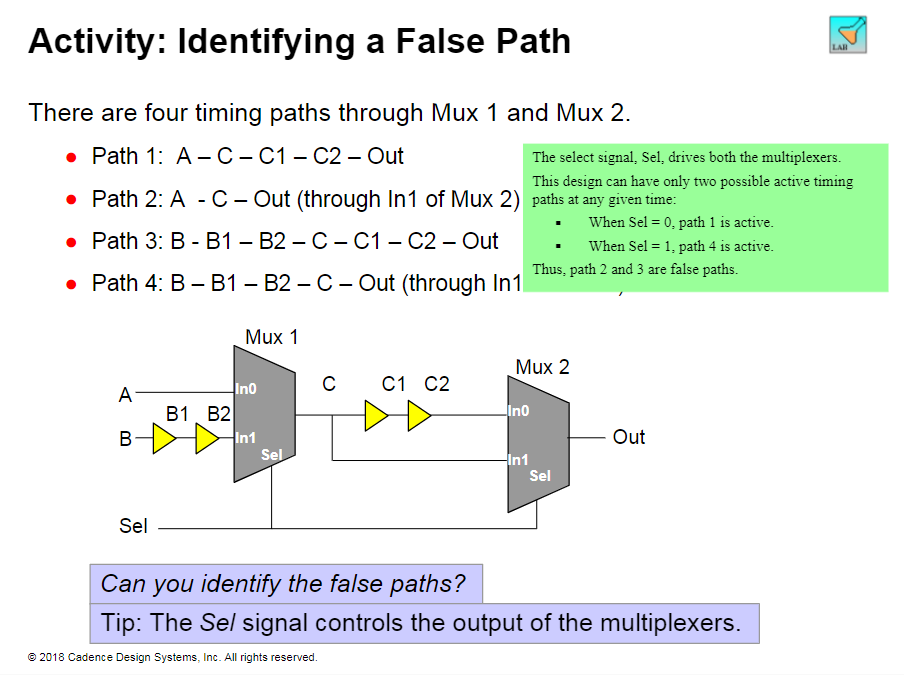 Activity: Identifying a False Path
LAB
There are four timing paths through Mux 1 and Mux 2.
● Path 1:  A – C – C1 – C2 – Out
● Path 2: A  - C – Out (through In1 of Mux 2)
● Path 3: B - B1 – B2 – C – C1 – C2 – Out
● Path 4: B – B1 – B2 – C – Out (through In1
The select signal, Sel, drives both the multiplexers.
This design can have only two possible active timing
paths at any given time:
▪ When Sel = 0, path 1 is active.
▪ When Sel = 1, path 4 is active.
Thus, path 2 and 3 are false paths.
Mux 1
Mux 2
A
In0
C
C1 C2
In0
B1 B2
B
In1
Sel
Out
In1
Sel
Sel
Can you identify the false paths?
Tip: The Sel signal controls the output of the multiplexers.
© 2018 Cadence Design Systems, Inc. All rights reserved.